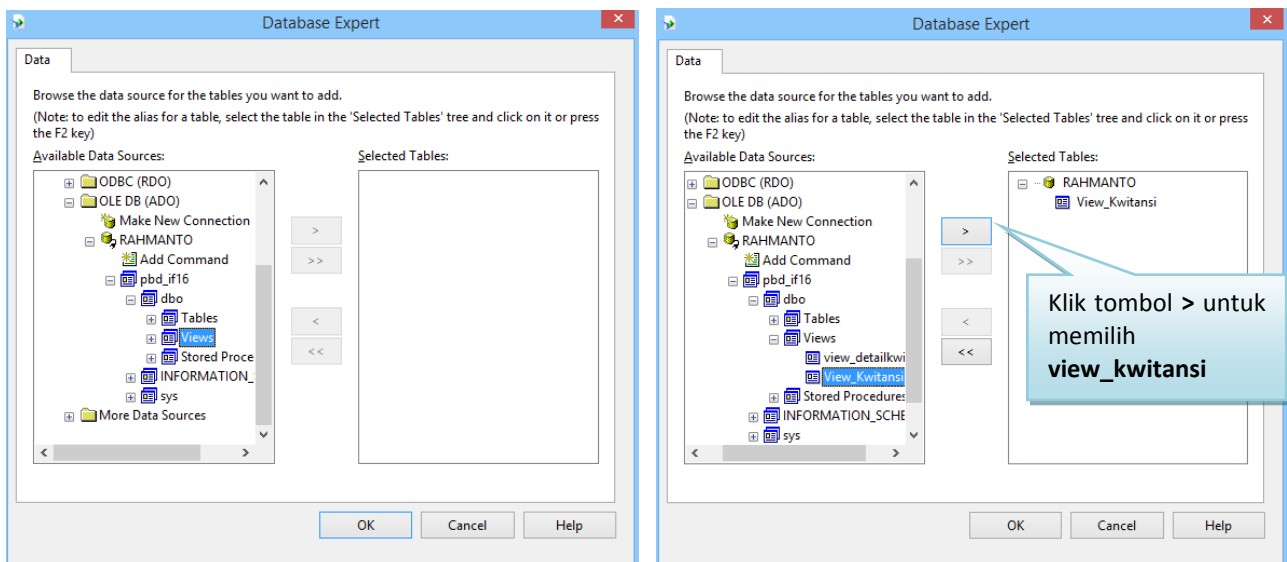 Database Expert
Data
Browse the data source for the tables you want to add.
(Note: to edit the alias for a table, select the table in the 'Selected Tables' tree and click on it or press
the F2 key)
Available Data Sources:
Selected Tables:
ODBC (RDO)
OLE DB (ADO)
Make New Connection
RAHMANTO
Add Command
pbd_if16
dbo
Tables
Views
Stored Proce
INFORMATION_
sys
More Data Sources
>
>>
<
<<
OK Cancel Help
Database Expert
Data
Browse the data source for the tables you want to add.
(Note: to edit the alias for a table, select the table in the 'Selected Tables' tree and click on it or press
the F2 key)
Available Data Sources:
Selected Tables:
ODBC (RDO)
OLE DB (ADO)
Make New Connection
RAHMANTO
Add Command
pbd_if16
dbo
Tables
Views
view_detailkwi
View_Kwitansi
Stored Procedures
INFORMATION_SCHE
sys
>
>>
<
<<
RAHMANTO
View_Kwitansi
Klik tombol > untuk
memilih
view_kwitansi
OK Cancel Help